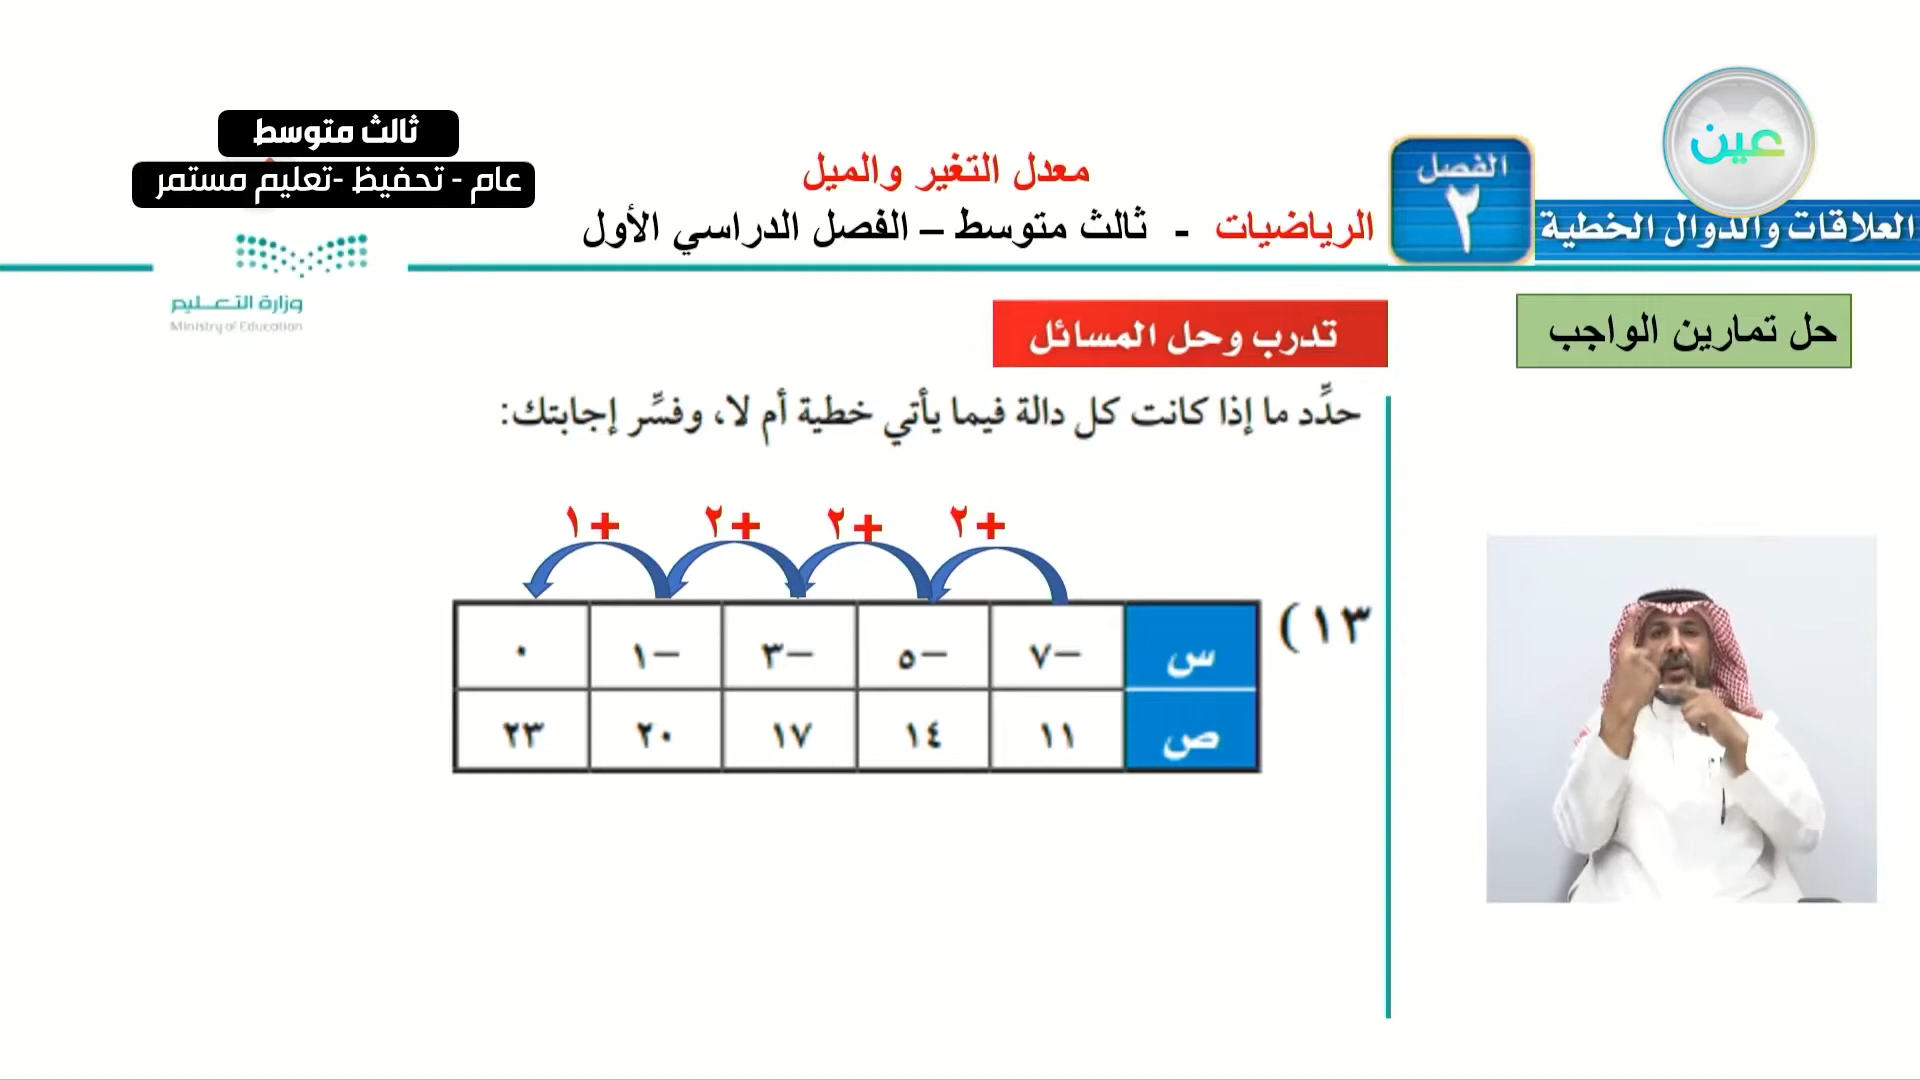 عين
ثالث متوسط
عام - تحفيظ -تعليم مستمر
معدل التغير والميل
الفصل
٢
العلاقات والدوال الخطية
الرياضيات - ثالث متوسط – الفصل الدراسي الأول
وزارة التعـــليم
Ministry of Education
حل تمارين الواجب
تدرب وحل المسائل
حدِّد ما إذا كانت كل دالة فيما يأتي خطية أم لا، وفسِّر إجابتك:
+٢ +٢ +٢ +١
١٣)
س –٧ –٥ –٣ –١ ٠
ص ١١ ١٤ ١٧ ٢٠ ٢٣